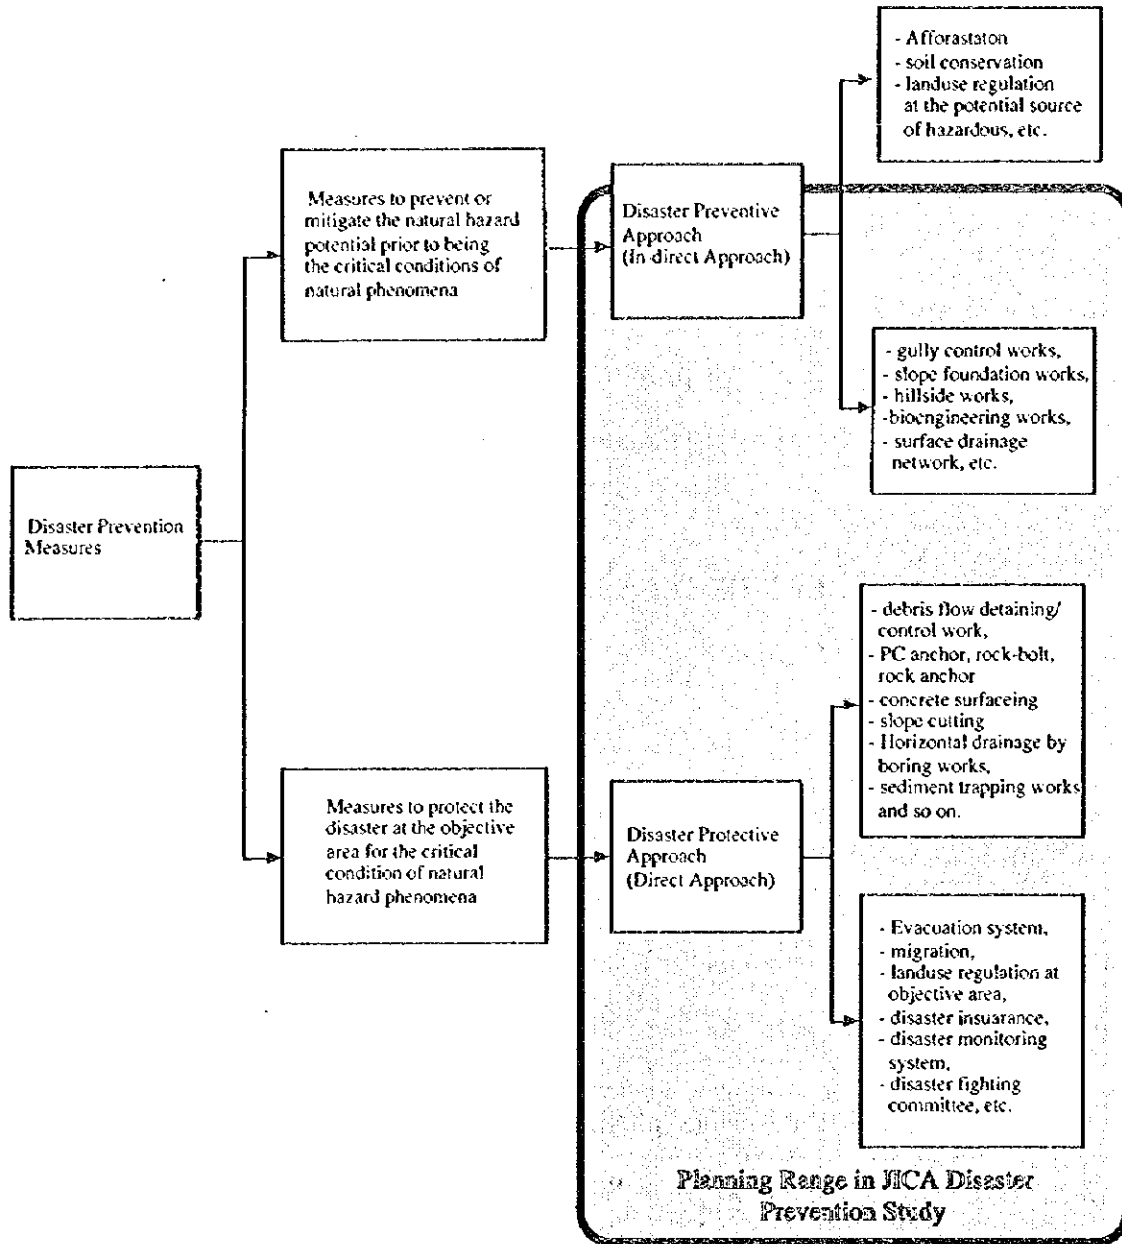 - Afforastaton
- soil conservation
- landuse regulation
at the potential source
of hazardous, etc.
Measures to prevent or
mitigate the natural hazard
potential prior to being
the critical conditions of
natural phenomena
Disaster Preventive
Approach
(In-direct Approach)
- gully control works,
- slope foundation works,
- hillside works,
-bioengineering works,
- surface drainage
network, etc.
Disaster Prevention
Measures
- debris flow detaining/
control work,
- PC anchor, rock-bolt,
rock anchor
- concrete surfaceing
- slope cutting
- Horizontal drainage by
boring works,
- sediment trapping works
and so on.
Measures to protect the
disaster at the objective
area for the critical
condition of natural
hazard phenomena
Disaster Protective
Approach
(Direct Approach)
- Evacuation system,
- migration,
- landuse regulation at
objective area,
- disaster insuarance,
- disaster monitoring
system,
- disaster fighting
committee, etc.
Planning Range in JICA Disaster
Prevention Study